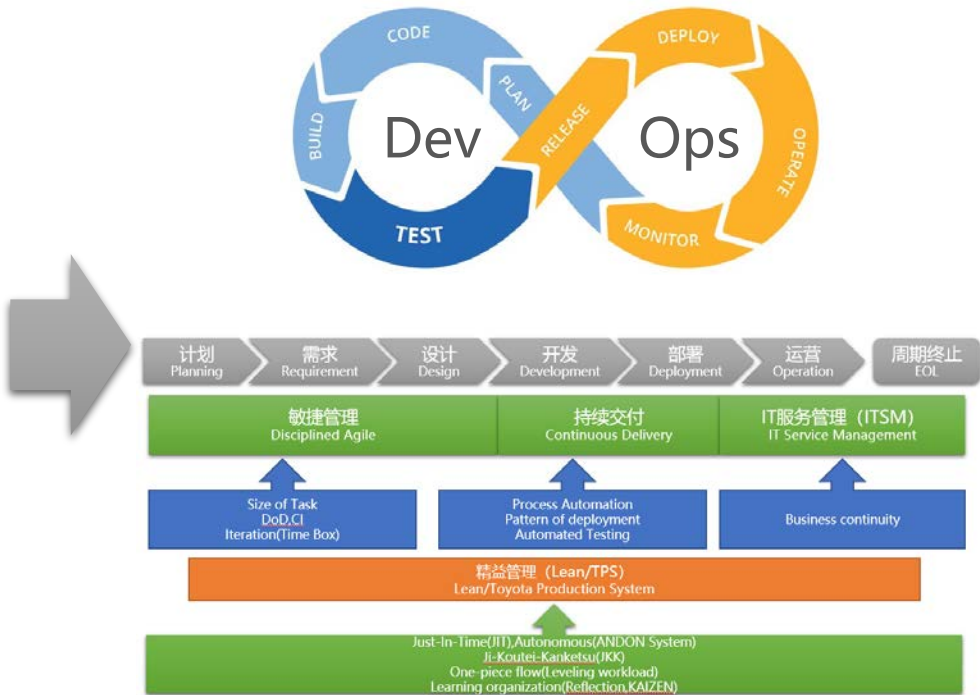 CODE
DEPLOY
PLAN
BUILD
Dev
RELEASE
Ops
OPERATE
TEST
MONITOR
计划
Planning
需求
Requirement
设计
Design
开发
Development
部署
Deployment
运营
Operation
周期终止
EOL
敏捷管理
Disciplined Agile
持续交付
Continuous Delivery
IT服务管理（ITSM）
IT Service Management
Size of Task
DoD,CI
Iteration(Time Box)
Process Automation
Pattern of deployment
Automated Testing
Business continuity
精益管理（Lean/TPS）
Lean/Toyota Production System
Just-In-Time(JIT),Autonomous(ANDON System)
Ji-Koutei-Kanketsu(JKK)
One-piece flow(Leveling workload)
Learning organization(Reflection,KAIZEN)